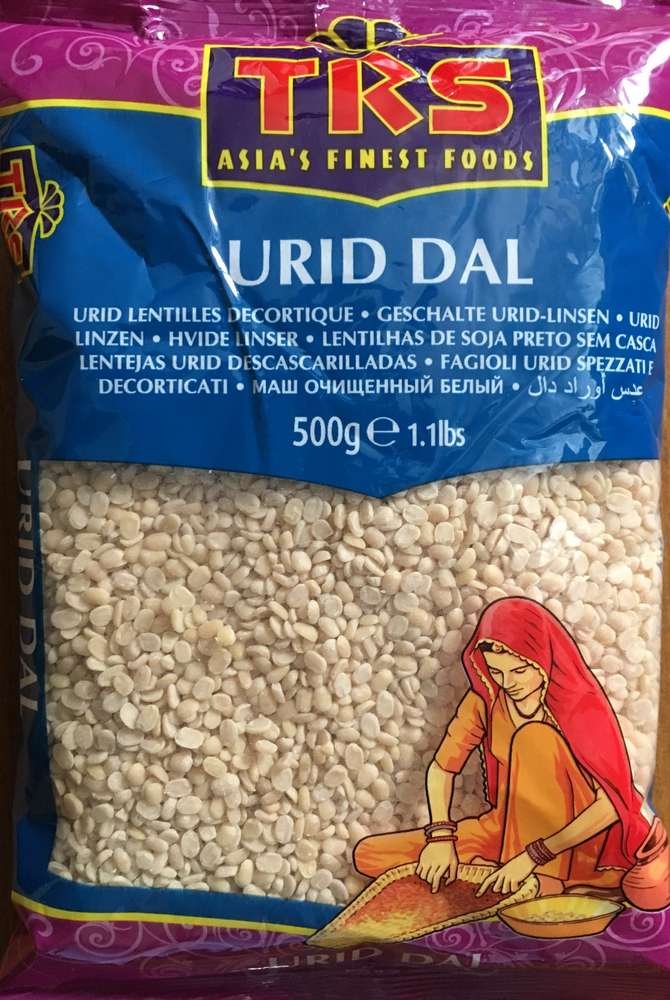 TRS
ASIA'S FINEST FOODS
TRS
URID DAL
URID LENTILLES DECORTIQUE • GESCHALTE URID-LINSEN • URID
LINZEN • HVIDE LINSER • LENTILHAS DE SOJA PRETO SEM CASCA
LENTEJAS URID DESCASCARILLADAS • FAGIOLI URID SPEZZATI E
DECORTICATI • МАШ ОЧИЩЕННЫЙ БЕЛЫЙ • عدس أوراد دال
500g ℮ 1.1lbs
URID DAL
URID DAL